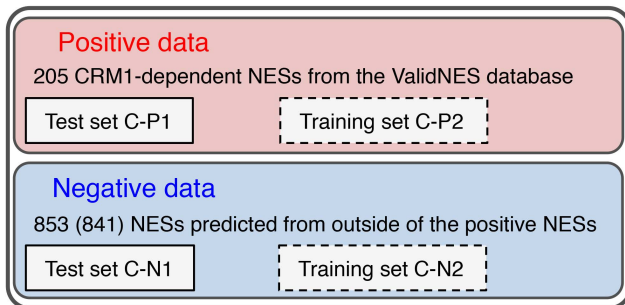 Positive data
205 CRM1-dependent NESs from the ValidNES database
Test set C-P1
Training set C-P2
Negative data
853 (841) NESs predicted from outside of the positive NESs
Test set C-N1
Training set C-N2